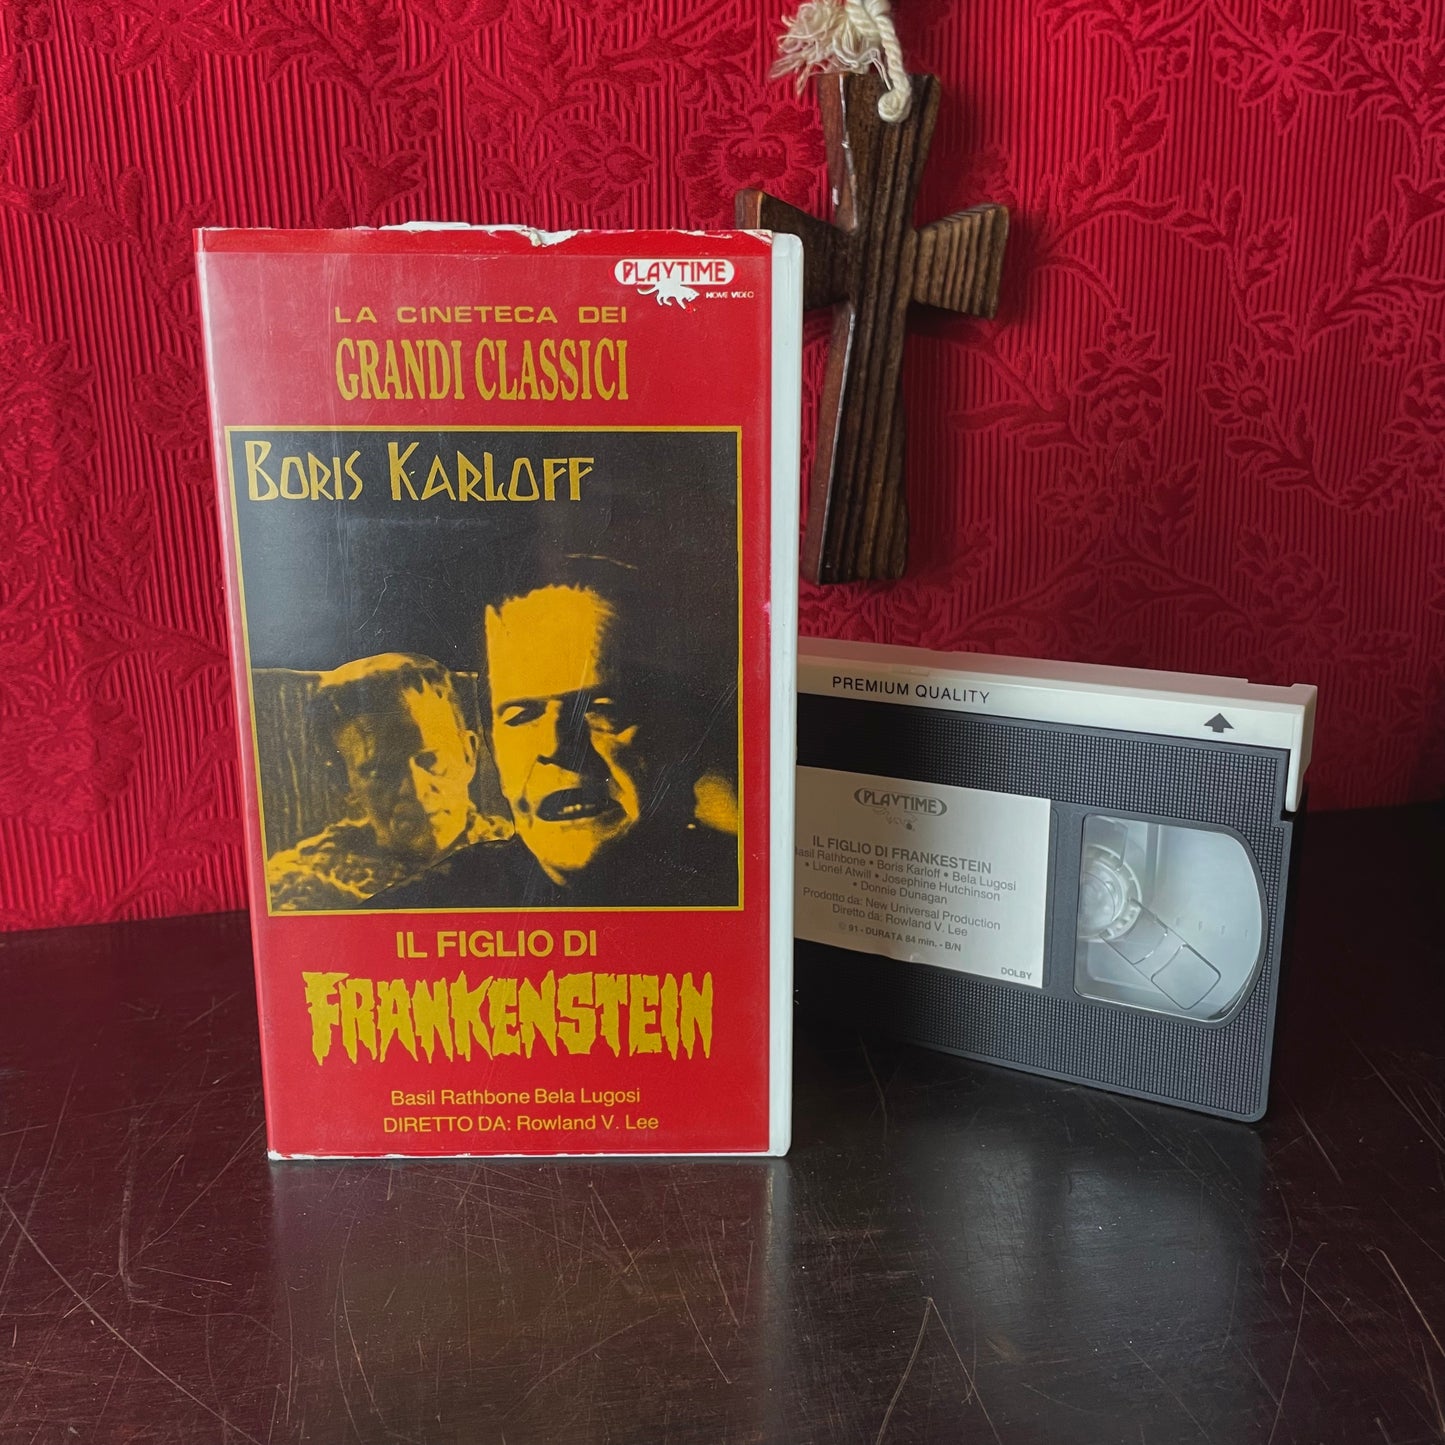 PLAYTIME
HOME VIDEO
LA CINETECA DEI
GRANDI CLASSICI
BORIS KARLOFF
IL FIGLIO DI
FRANKENSTEIN
Basil Rathbone Bela Lugosi
DIRETTO DA: Rowland V. Lee
PREMIUM QUALITY
PLAYTIME
IL FIGLIO DI FRANKESTEIN
Basil Rathbone • Boris Karloff • Bela Lugosi
• Lionel Atwill • Josephine Hutchinson
• Donnie Dunagan
Prodotto da: New Universal Production
Diretto da: Rowland V. Lee
© 91 - DURATA 84 min. - B/N
DOLBY